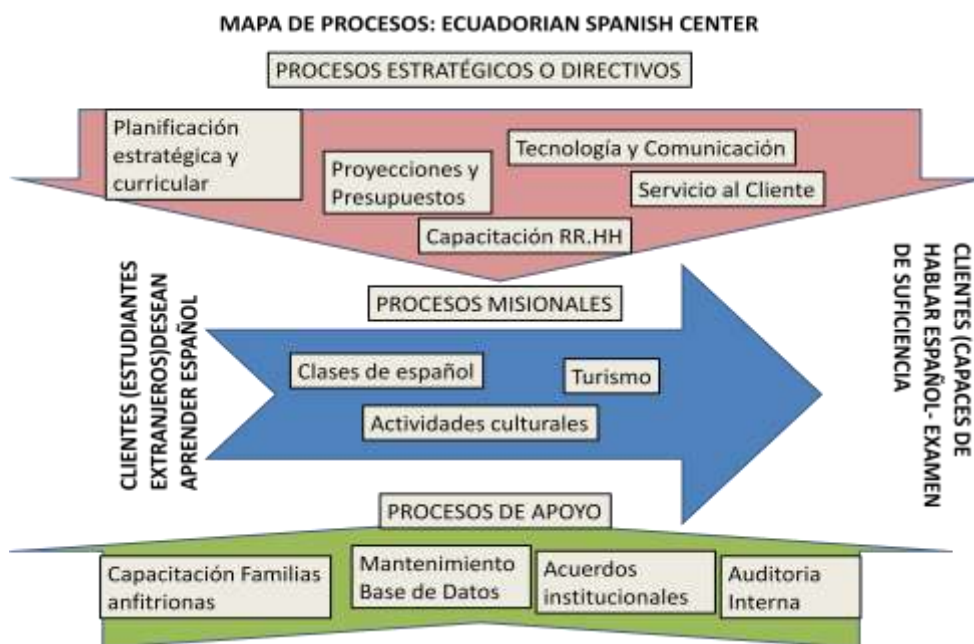 MAPA DE PROCESOS: ECUADORIAN SPANISH CENTER
PROCESOS ESTRATÉGICOS O DIRECTIVOS
Planificación
estratégica y
curricular
Proyecciones y
Presupuestos
Tecnología y Comunicación
Servicio al Cliente
Capacitación RR.HH
CLIENTES (ESTUDIANTES
EXTRANJEROS)DESEAN
APRENDER ESPAÑOL
PROCESOS MISIONALES
Clases de español
Turismo
Actividades culturales
CLIENTES (CAPACES DE
HABLAR ESPAÑOL- EXAMEN
DE SUFICIENCIA
PROCESOS DE APOYO
Capacitación Familias
anfitrionas
Mantenimiento
Base de Datos
Acuerdos
institucionales
Auditoria
Interna